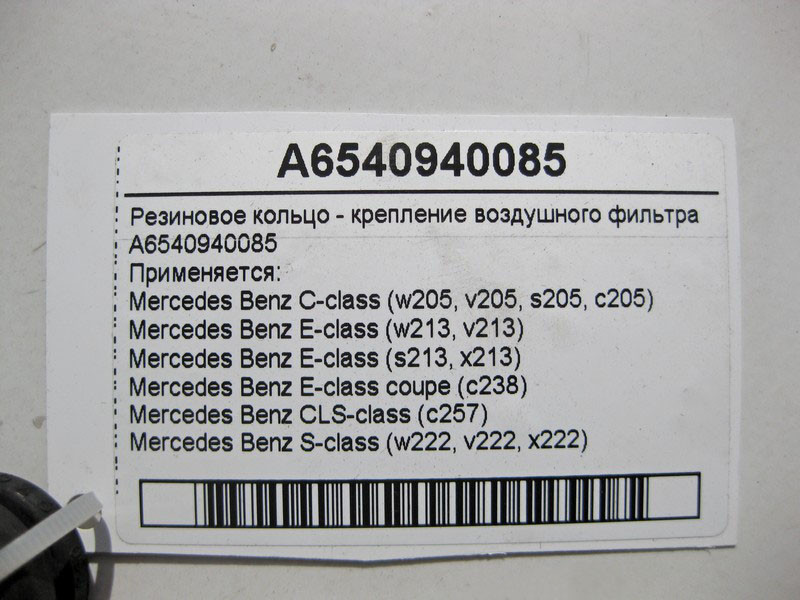 A6540940085
Резиновое кольцо - крепление воздушного фильтра
A6540940085
Применяется:
Mercedes Benz C-class (w205, v205, s205, c205)
Mercedes Benz E-class (w213, v213)
Mercedes Benz E-class (s213, x213)
Mercedes Benz E-class coupe (c238)
Mercedes Benz CLS-class (c257)
Mercedes Benz S-class (w222, v222, x222)